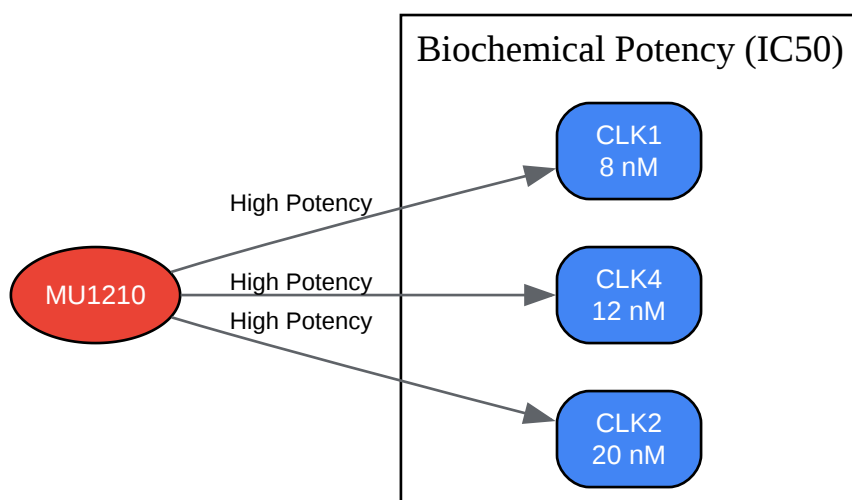 Biochemical Potency (IC50)
CLK1
8 nM
High Potency
MU1210
High Potency
CLK4
12 nM
High Potency
CLK2
20 nM